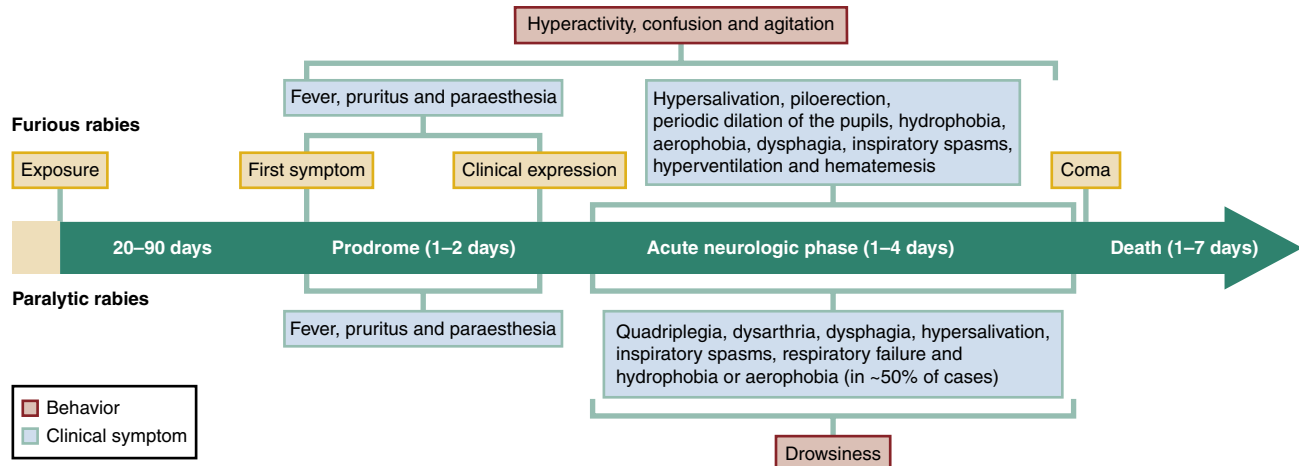 Hyperactivity, confusion and agitation
Fever, pruritus and paraesthesia
Hypersalivation, piloerection,
periodic dilation of the pupils, hydrophobia,
aerophobia, dysphagia, inspiratory spasms,
hyperventilation and hematemesis
Furious rabies
Exposure
First symptom
Clinical expression
Coma
20–90 days
Prodrome (1–2 days)
Acute neurologic phase (1–4 days)
Death (1–7 days)
Paralytic rabies
Fever, pruritus and paraesthesia
Quadriplegia, dysarthria, dysphagia, hypersalivation,
inspiratory spasms, respiratory failure and
hydrophobia or aerophobia (in ~50% of cases)
Behavior
Clinical symptom
Drowsiness